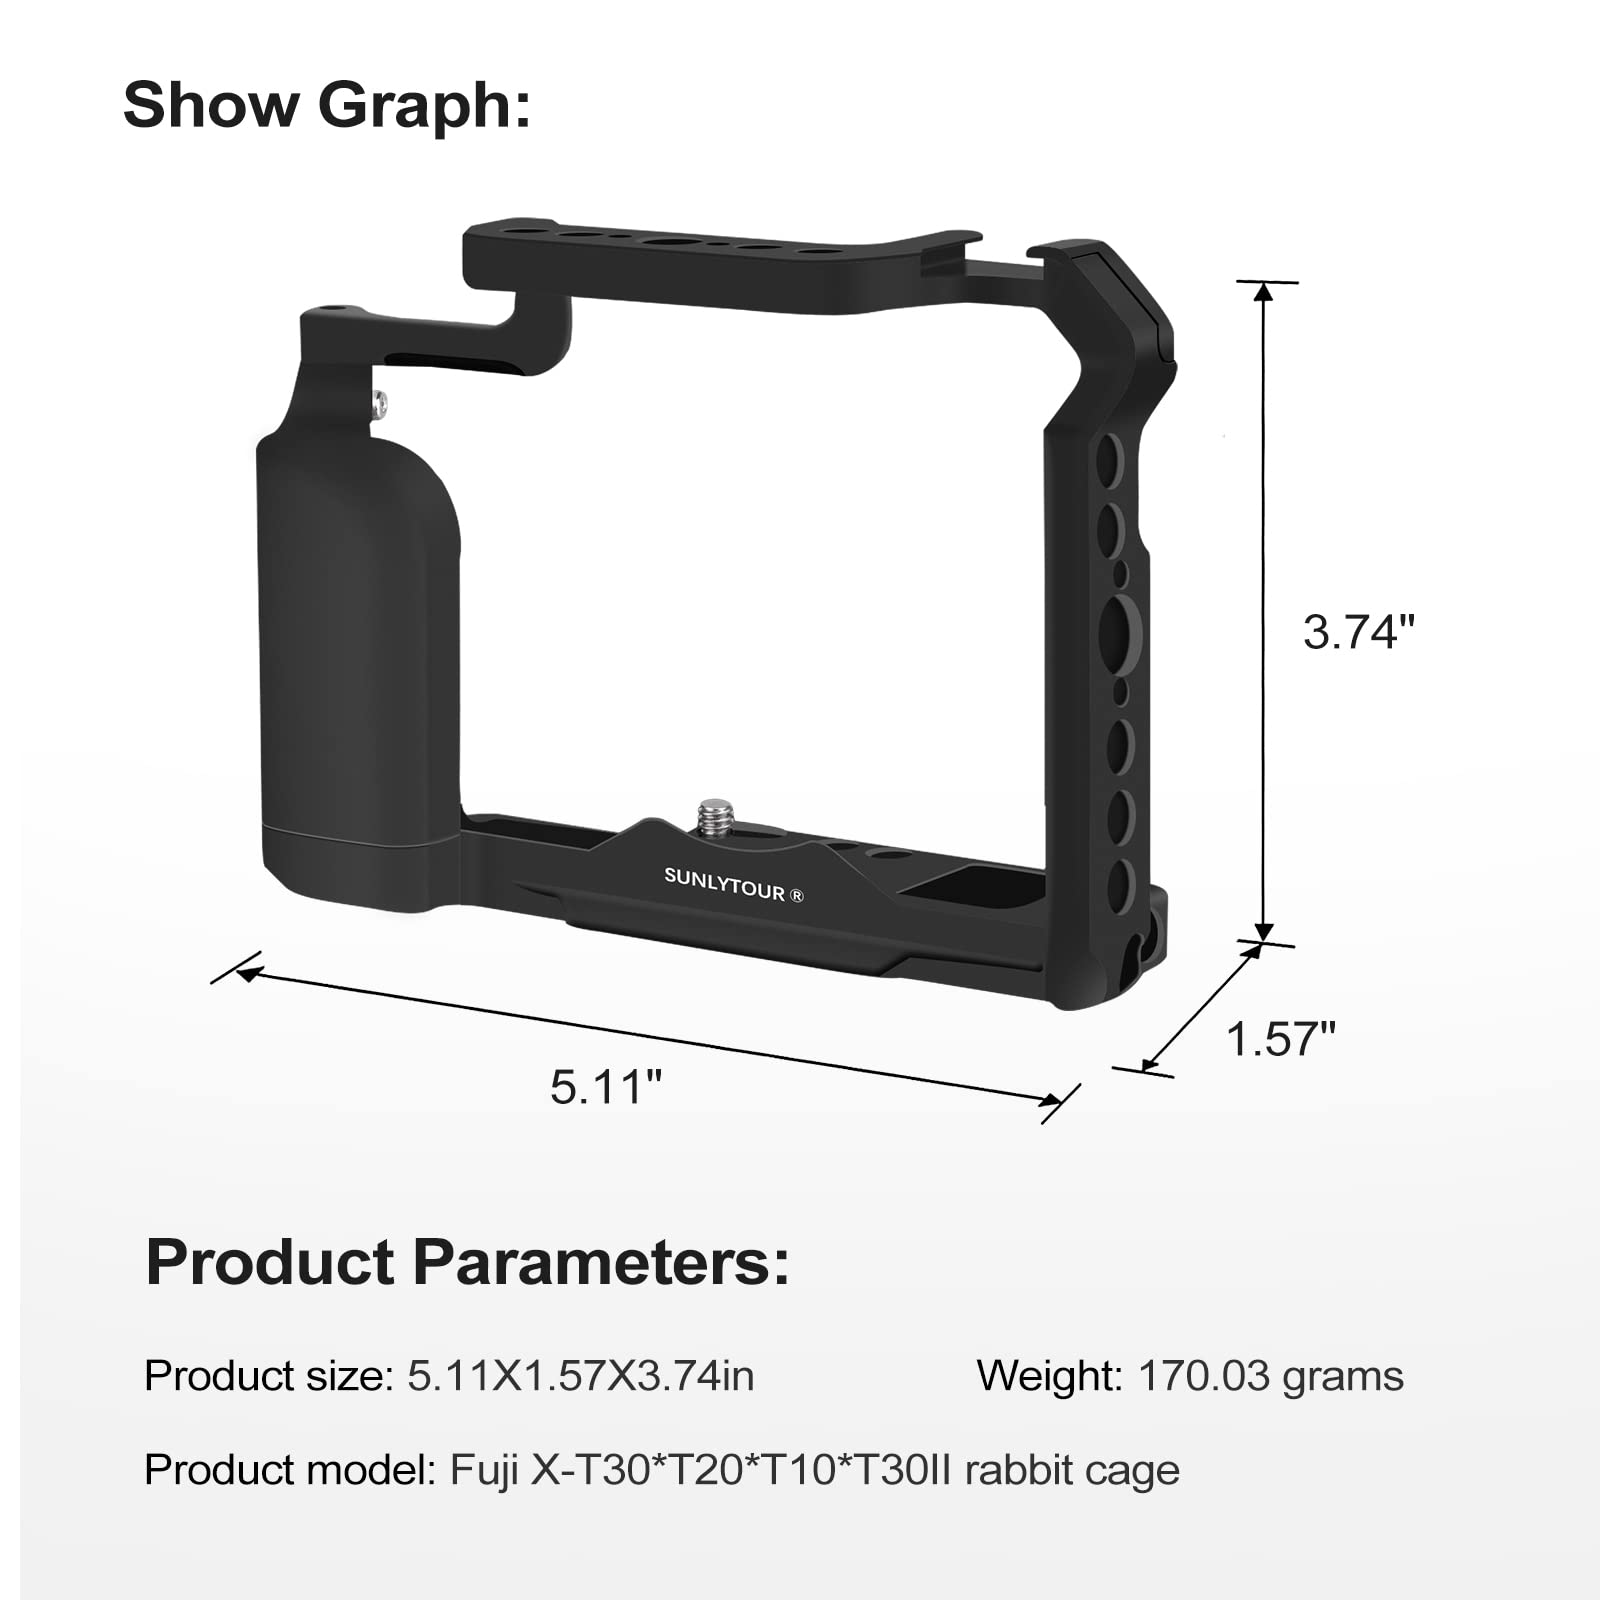 Show Graph:
3.74"
SUNLYTOUR ®
1.57"
5.11"
Product Parameters:
Product size: 5.11X1.57X3.74in
Weight: 170.03 grams
Product model: Fuji X-T30*T20*T10*T30II rabbit cage